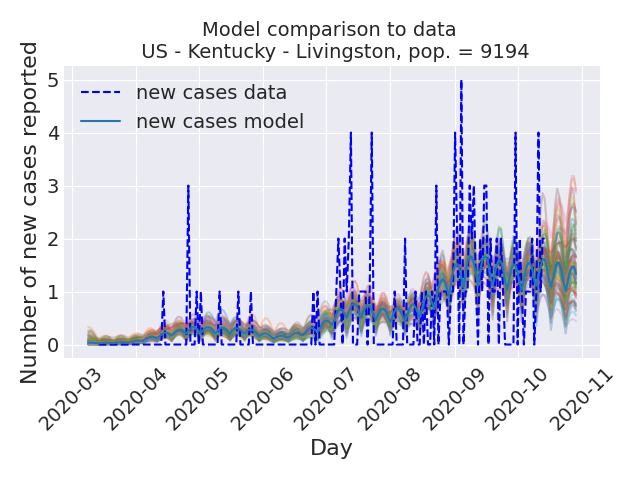 Model comparison to data
US - Kentucky - Livingston, pop. = 9194
Number of new cases reported
5
4
3
2
1
0
new cases data
new cases model
2020-03
2020-04
2020-05
2020-06
2020-07
2020-08
2020-09
2020-10
2020-11
Day